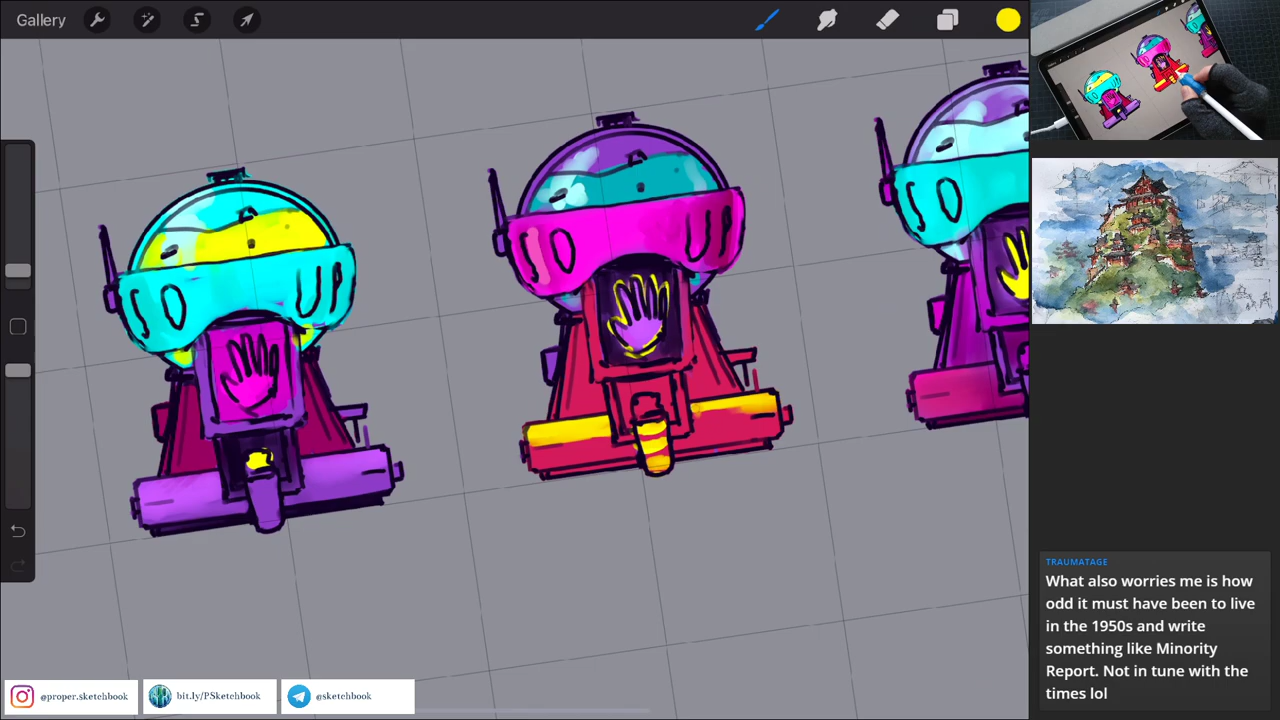 Gallery
TRAUMATAGE
What also worries me is how
odd it must have been to live
in the 1950s and write
something like Minority
Report. Not in tune with the
times lol
@proper.sketchbook
bit.ly/PSketchbook
@sketchbook